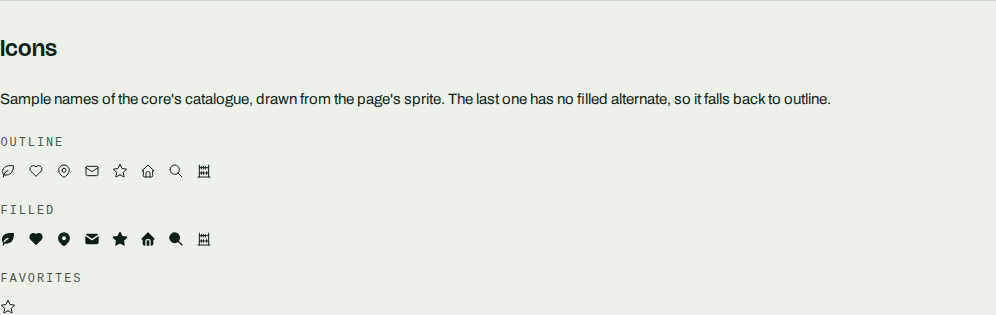 Icons
Sample names of the core's catalogue, drawn from the page's sprite. The last one has no filled alternate, so it falls back to outline.
OUTLINE
FILLED
FAVORITES